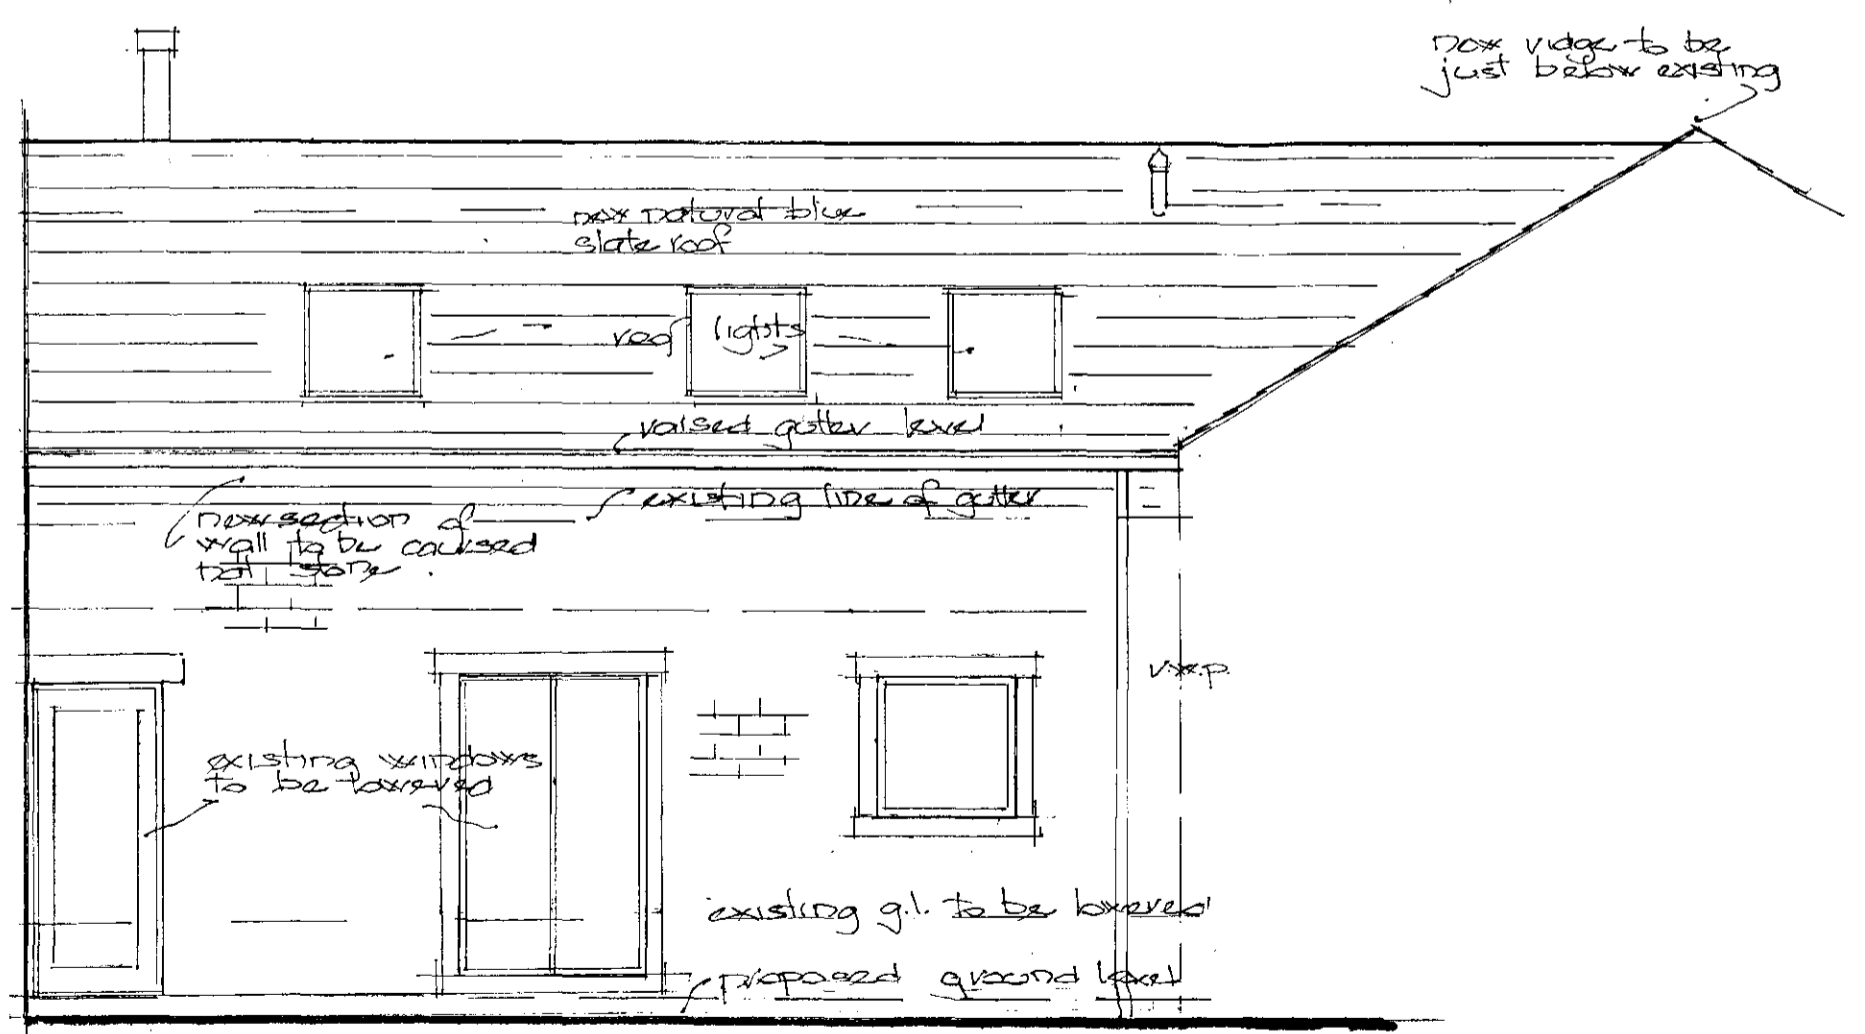 new ridge to be
just below existing
new natural blue
slate roof
roof lights
raised gutter level
existing line of gutter
new section of
wall to be coursed
nat stone.
v.w.p.
existing windows
to be lowered
existing g.l. to be lowered
proposed ground level